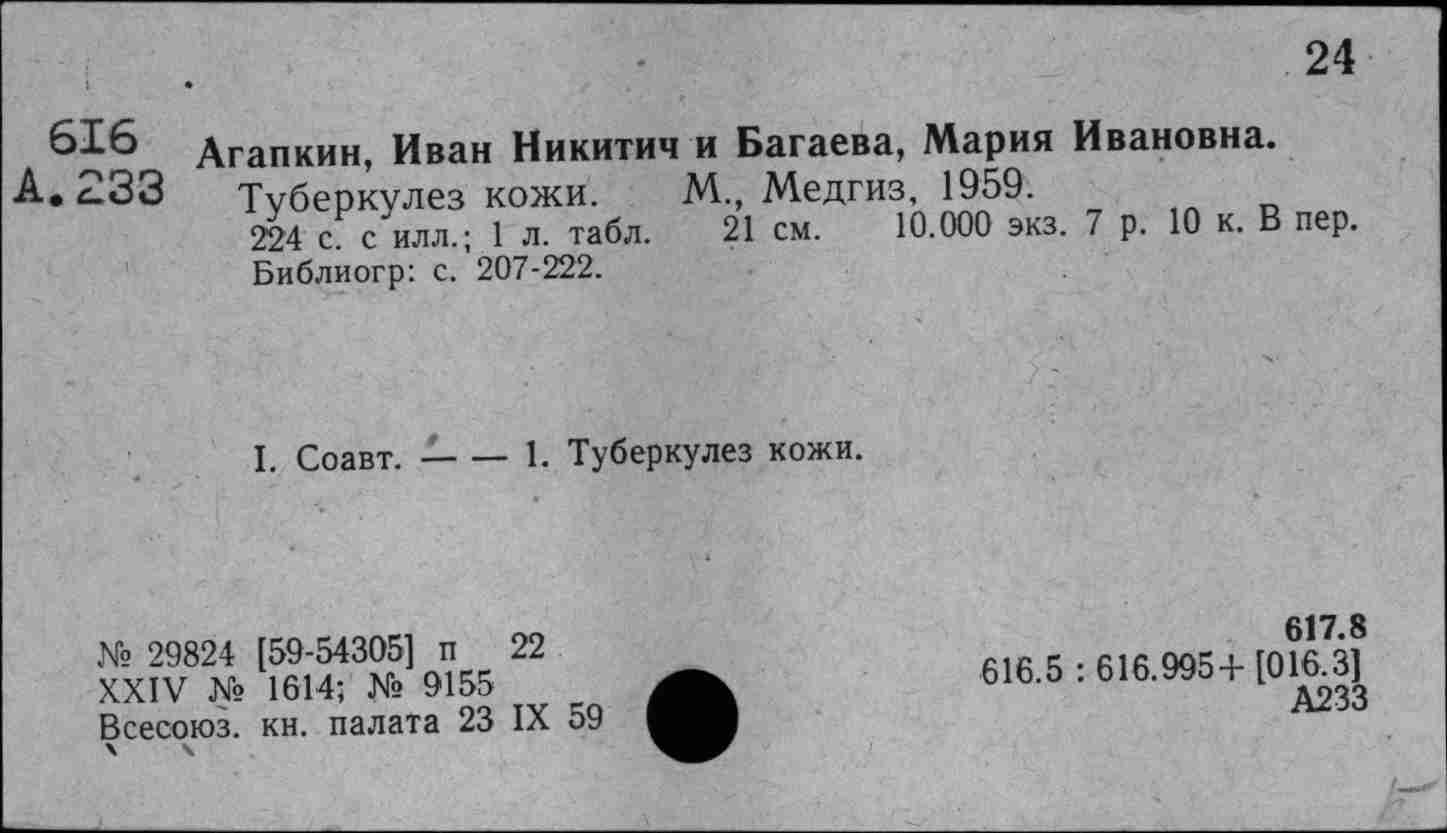 24
616 Агапкин, Иван Никитич и Багаева, Мария Ивановна.
А.233 Туберкулез кожи. М., Медгиз, 1959.
224 с. с илл.; 1 л. табл. 21 см. 10.000 экз. 7 р. 10 к. В пер.
Библиогр: с. 207-222.
I. Соавт. — — 1. Туберкулез кожи.
№ 29824 [59-54305] п 22
XXIV № 1614; № 9155
Всесоюз. кн. палата 23 IX 59
617.8
616.5 : 616.995+ [016.3]
А233